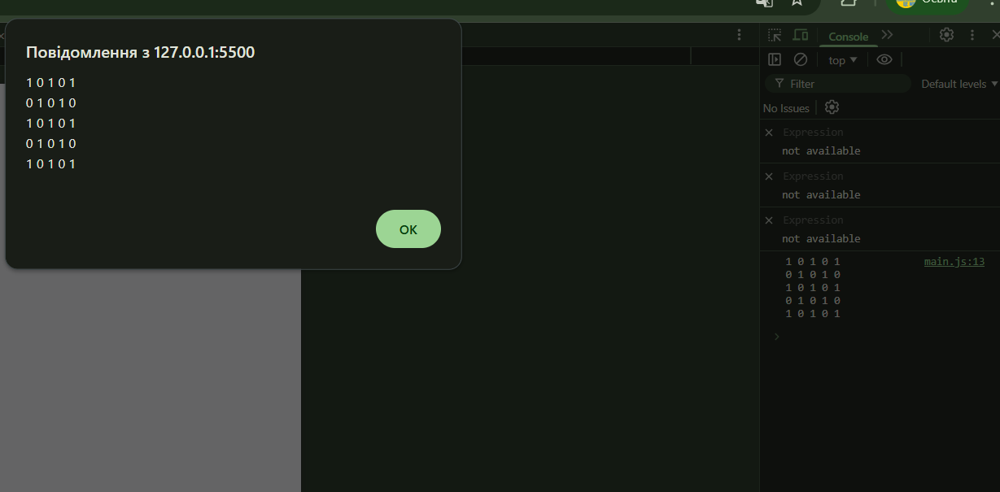 Освіта
Повідомлення з 127.0.0.1:5500
1 0 1 0 1
0 1 0 1 0
1 0 1 0 1
0 1 0 1 0
1 0 1 0 1
OK
Console
top
Filter
Default levels
No Issues
Expression
not available
Expression
not available
Expression
not available
1 0 1 0 1 main.js:13
0 1 0 1 0
1 0 1 0 1
0 1 0 1 0
1 0 1 0 1